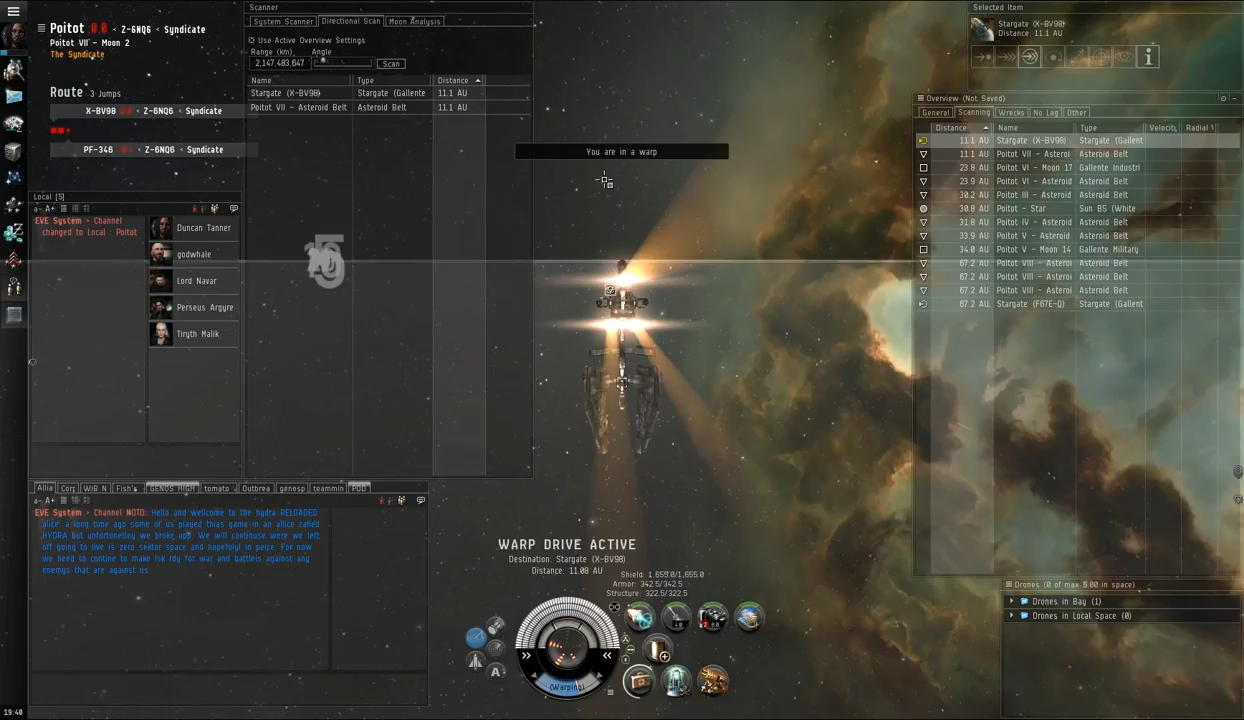 Poitot 0.0 < Z-6NQ6 < Syndicate
Poitot VII - Moon 2
The Syndicate
Route 3 Jumps
X-BV98 < Z-6NQ6 < Syndicate
PF-346 < Z-6NQ6 < Syndicate
Local [5]
EVE System > Channel
changed to Local : Poitot
Duncan Tanner
godwhale
Lord Navar
Perseus Argyre
Tiryth Malik
Scanner
System Scanner Directional Scan Moon Analysis
Use Active Overview Settings
Range (km) Angle
2,147,483,647 Scan
Name Type Distance
Stargate (X-BV98) Stargate (Gallente 11.1 AU
Poitot VII - Asteroid Belt Asteroid Belt 11.1 AU
You are in a warp
Selected Item
Stargate (X-BV98)
Distance: 11.1 AU
Overview (Not Saved)
General Scanning Wrecks No Lag Other
Distance Name Type Velocity Radial
11.1 AU Stargate (X-BV98) Stargate (Gallent
11.1 AU Poitot VII - Asteroi Asteroid Belt
23.8 AU Poitot VI - Moon 17 Gallente Industri
23.9 AU Poitot VI - Asteroid Asteroid Belt
30.2 AU Poitot III - Asteroid Asteroid Belt
30.8 AU Poitot - Star Sun B5 (White
31.8 AU Poitot IV - Asteroid Asteroid Belt
33.9 AU Poitot V - Asteroid Asteroid Belt
34.0 AU Poitot V - Moon 14 Gallente Military
67.2 AU Poitot VIII - Asteroi Asteroid Belt
67.2 AU Poitot VIII - Asteroi Asteroid Belt
67.2 AU Poitot VIII - Asteroi Asteroid Belt
67.2 AU Stargate (F67E-Q) Stargate (Gallent
Allia Corp WiB N Fish's GENOS HIGH tomato Outbrea genosp teammin POD
EVE System > Channel NOTD: Hello and wellcome to the hydra RELOADED
alice! a long time ago some of us played thias game in an allice called
HYDRA but unfortunetley we broke up!! We will continuse were we left
off going to live is zero sektar space and hopefulyl in peice. For now
we need to contine to make Isk rdy for war and battleis against any
enemys that are against us
WARP DRIVE ACTIVE
Destination: Stargate (X-BV98)
Distance: 11.08 AU
Shield: 1,655.0/1,655.0
Armor: 342.5/342.5
Structure: 322.5/322.5
(Warping)
A
Drones (0 of max 5.00 in space)
Drones in Bay (1)
Drones in Local Space (0)
19:40